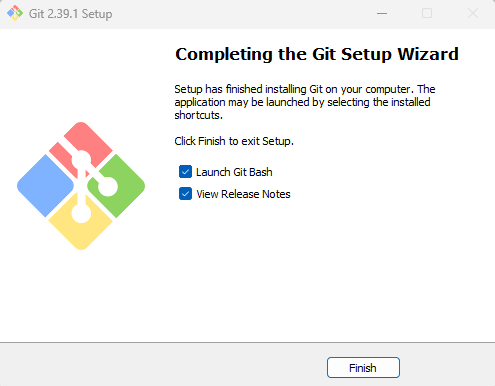 Git 2.39.1 Setup
Completing the Git Setup Wizard
Setup has finished installing Git on your computer. The
application may be launched by selecting the installed
shortcuts.
Click Finish to exit Setup.
Launch Git Bash
View Release Notes
Finish